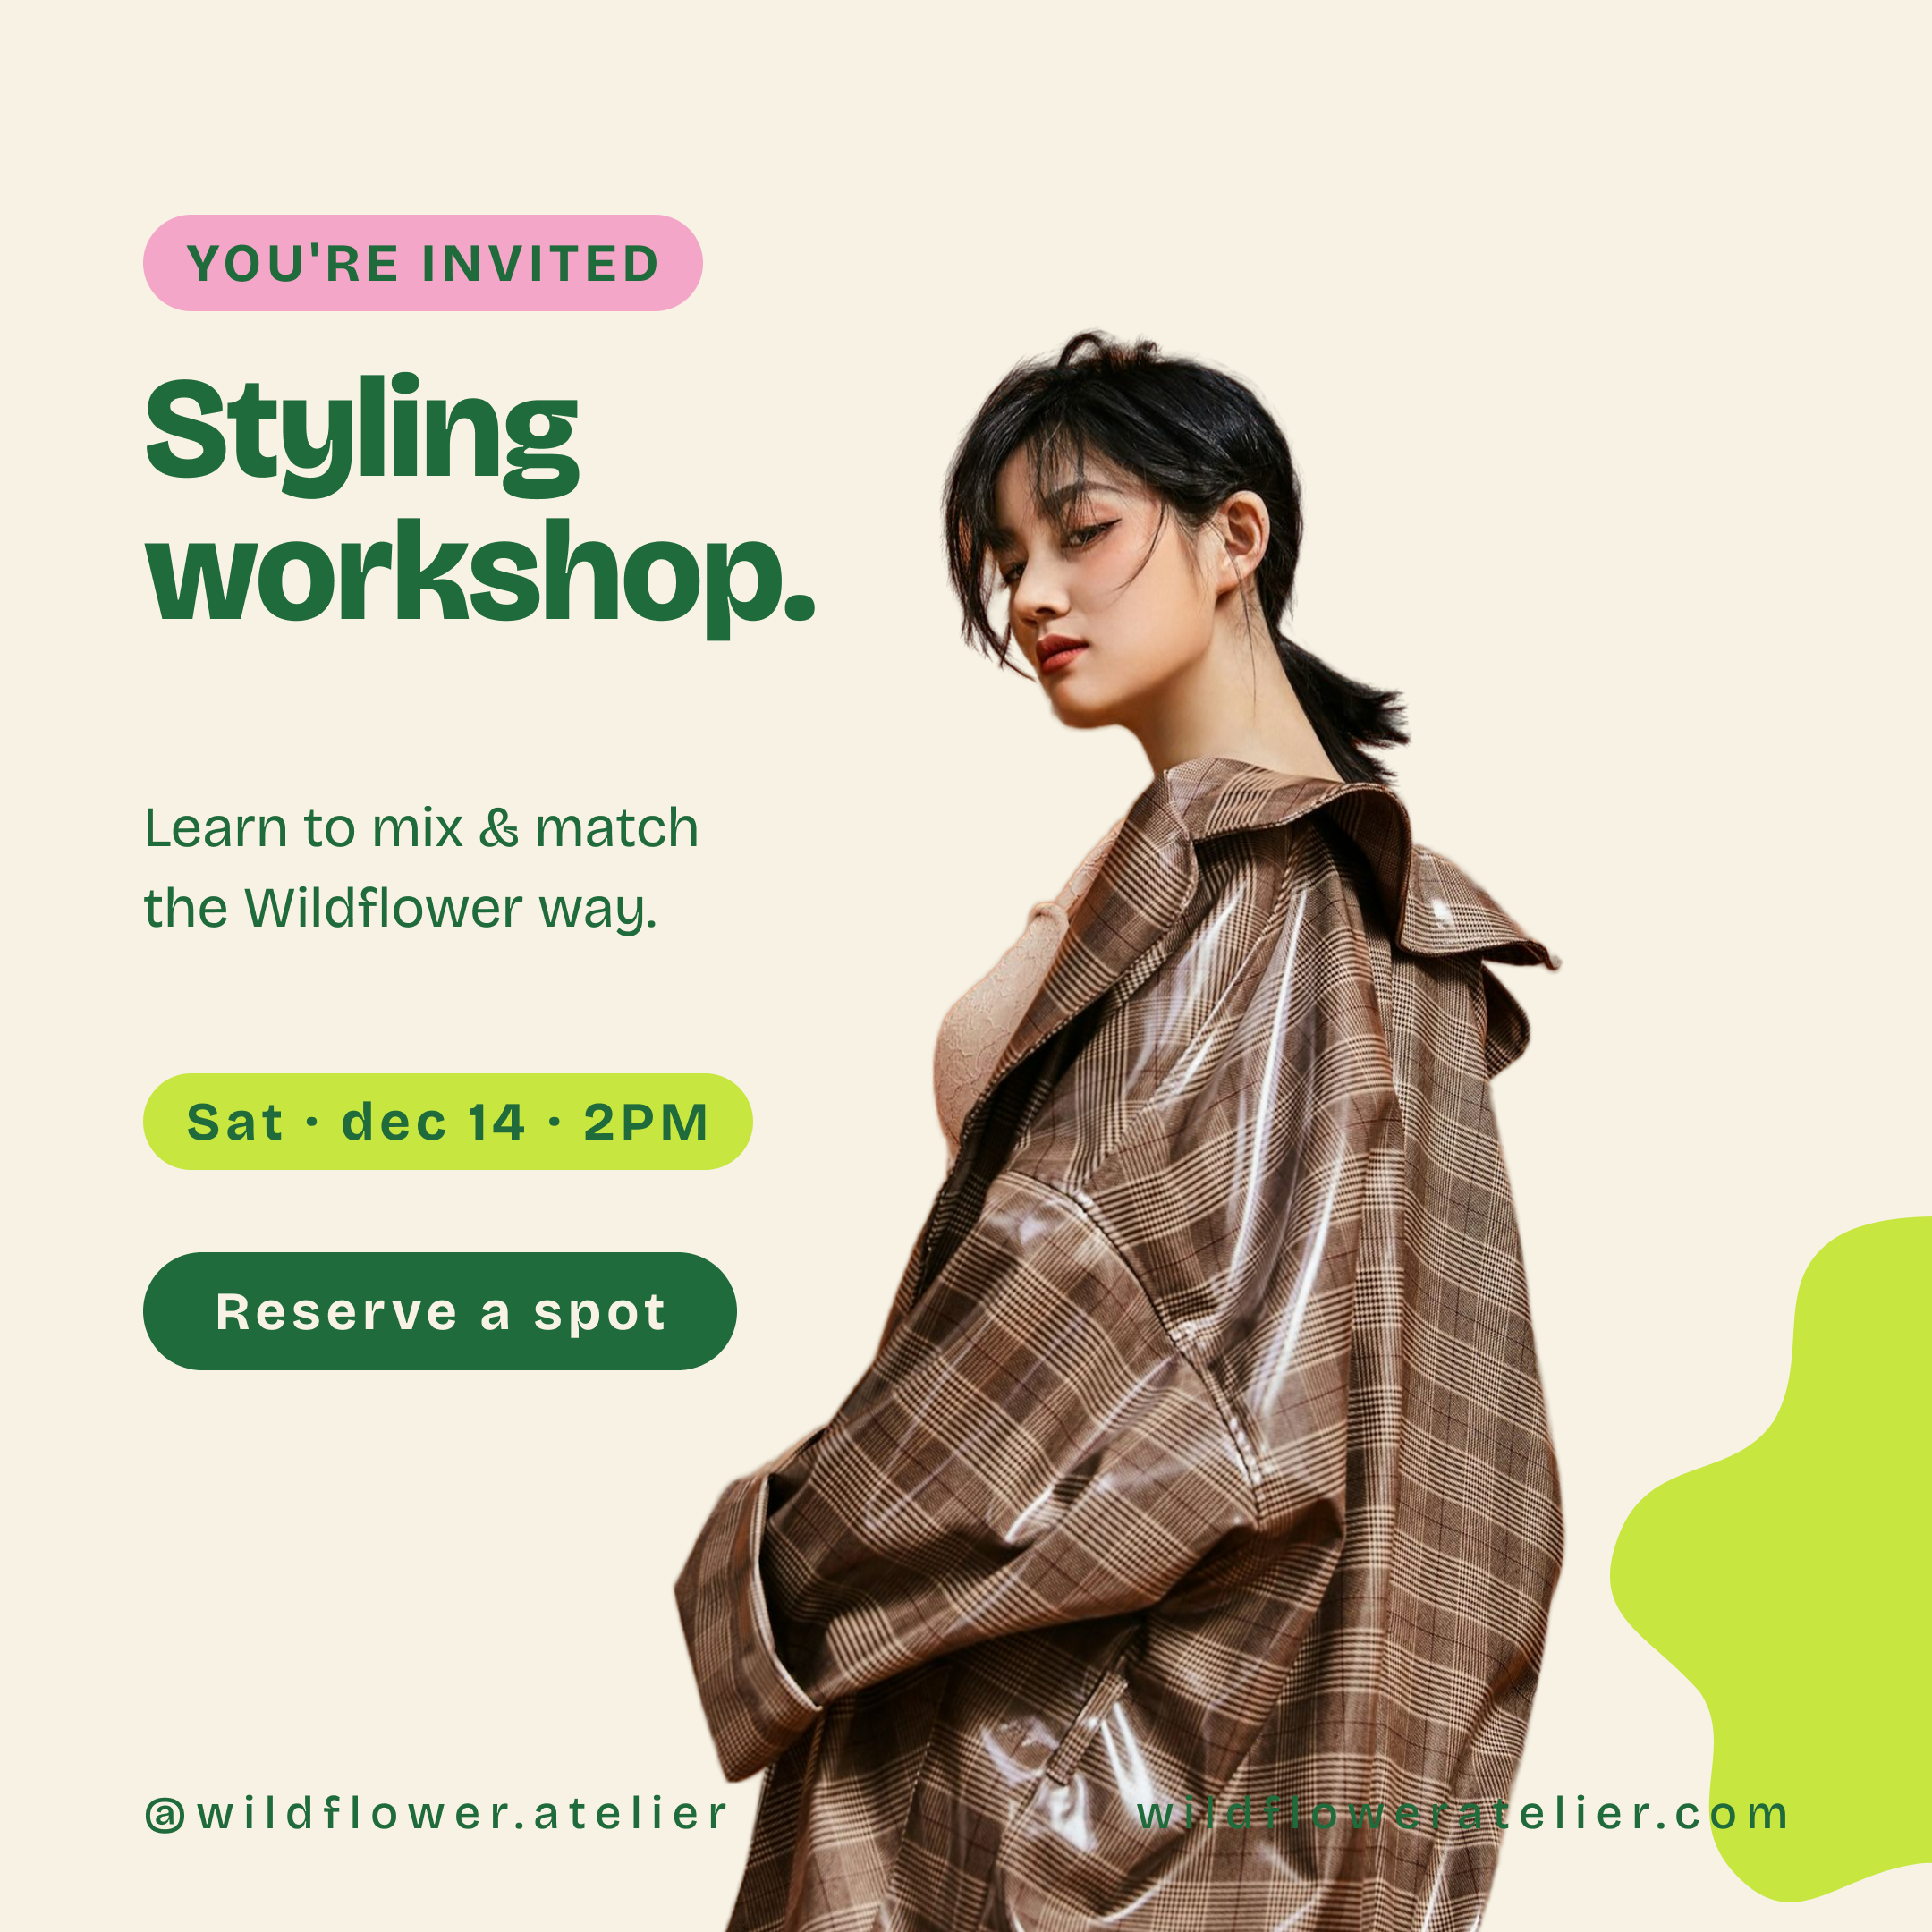 YOU'RE INVITED
Styling
workshop.
Learn to mix & match
the Wildflower way.
Sat · dec 14 · 2PM
Reserve a spot
@wildflower.atelier
wildfloweratelier.com